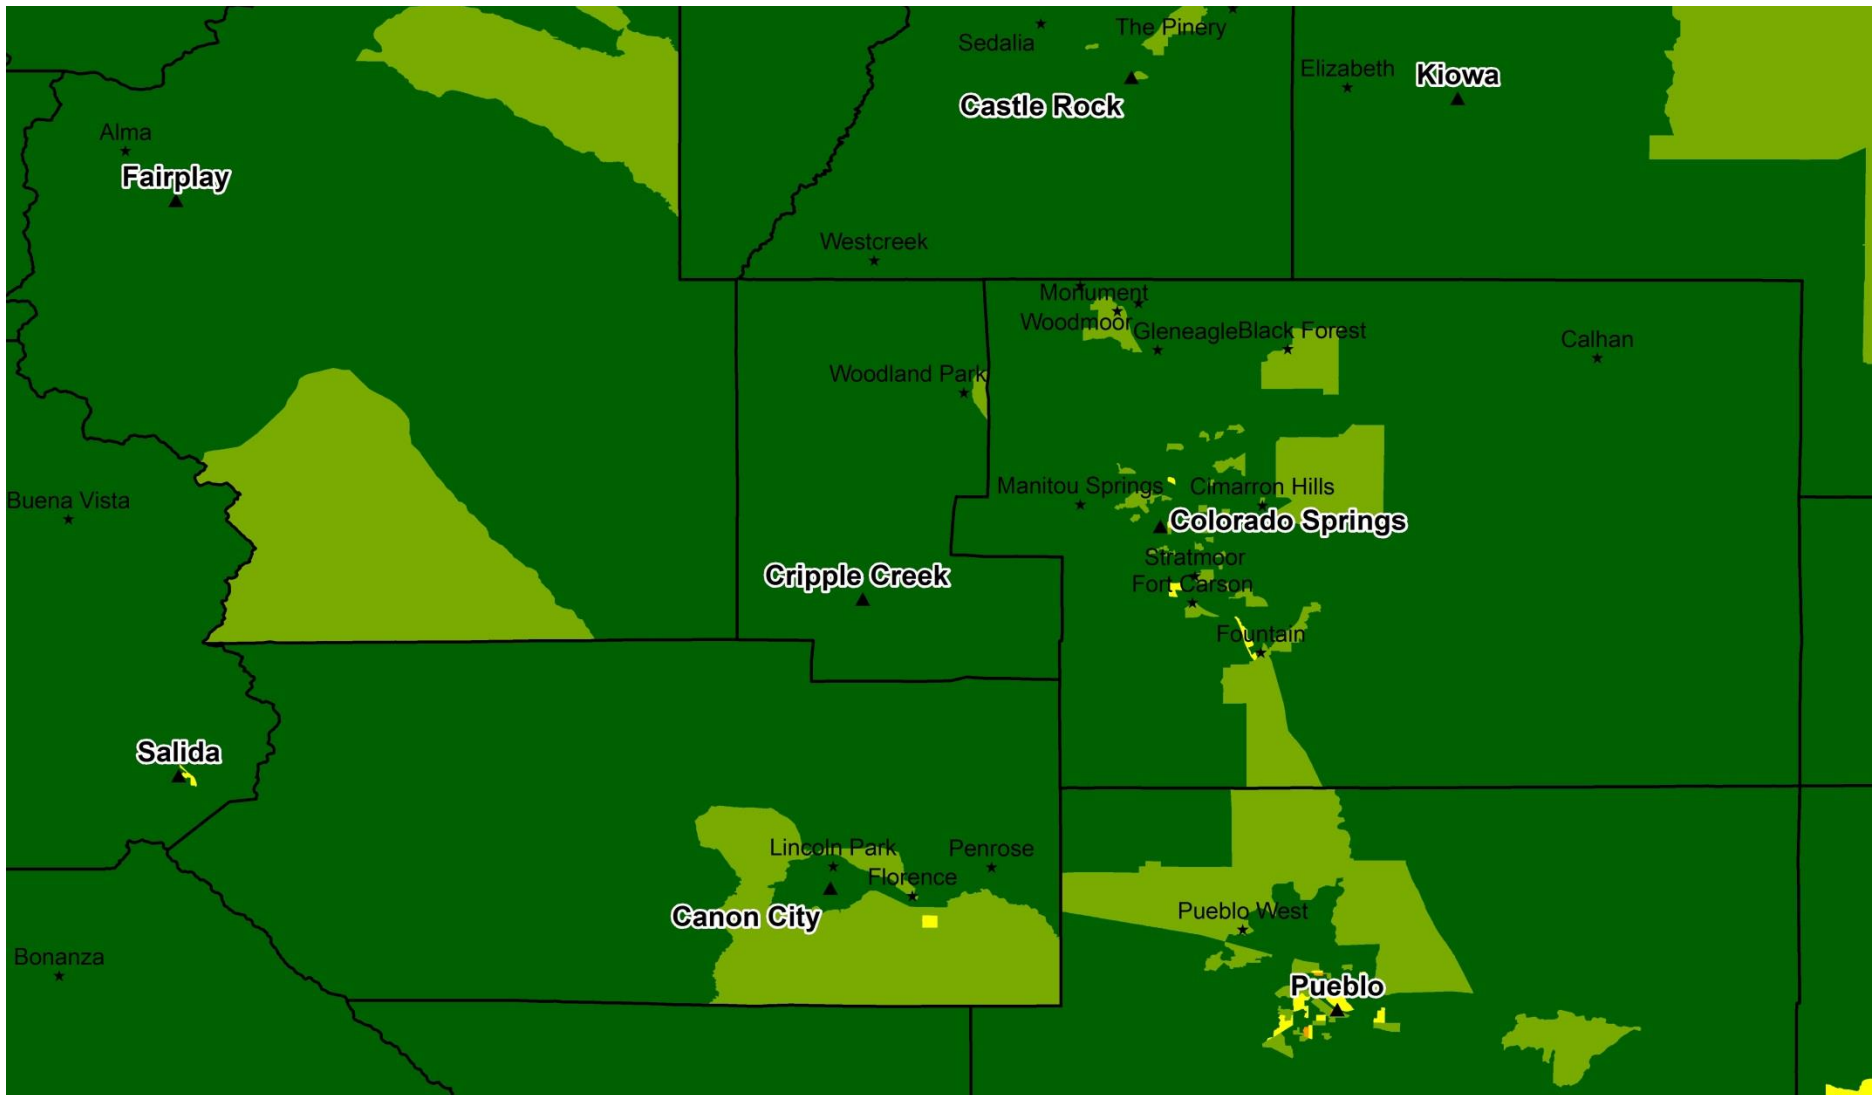 The Pinery
Sedalia
Elizabeth
Kiowa
Castle Rock
Alma
Fairplay
Westcreek
Monument
Woodmoor
Gleneagle
Black Forest
Calhan
Woodland Park
Manitou Springs
Cimarron Hills
Buena Vista
Colorado Springs
Stratmoor
Cripple Creek
Fort Carson
Fountain
Salida
Lincoln Park
Penrose
Florence
Canon City
Pueblo West
Bonanza
Pueblo